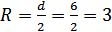 R = d/2 = 6/2 = 3